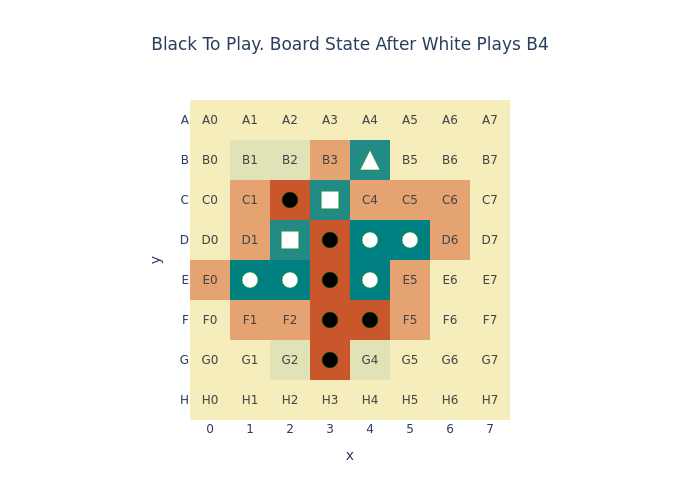 Black To Play. Board State After White Plays B4
A A0 A1 A2 A3 A4 A5 A6 A7
B B0 B1 B2 B3 B5 B6 B7
C C0 C1 C4 C5 C6 C7
D D0 D1 D6 D7
y
E E0 E5 E6 E7
F F0 F1 F2 F5 F6 F7
G G0 G1 G2 G4 G5 G6 G7
H H0 H1 H2 H3 H4 H5 H6 H7
0 1 2 3 4 5 6 7
x